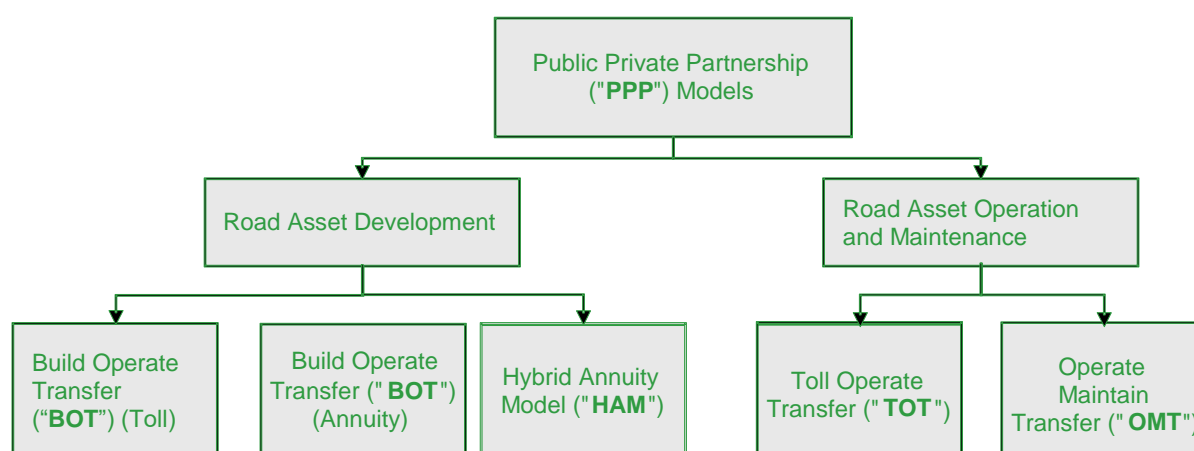 Public Private Partnership
("PPP") Models
Road Asset Development
Road Asset Operation
and Maintenance
Build Operate
Transfer
(“BOT”) (Toll)
Build Operate
Transfer ("BOT")
(Annuity)
Hybrid Annuity
Model ("HAM")
Toll Operate
Transfer ("TOT")
Operate
Maintain
Transfer ("OMT")